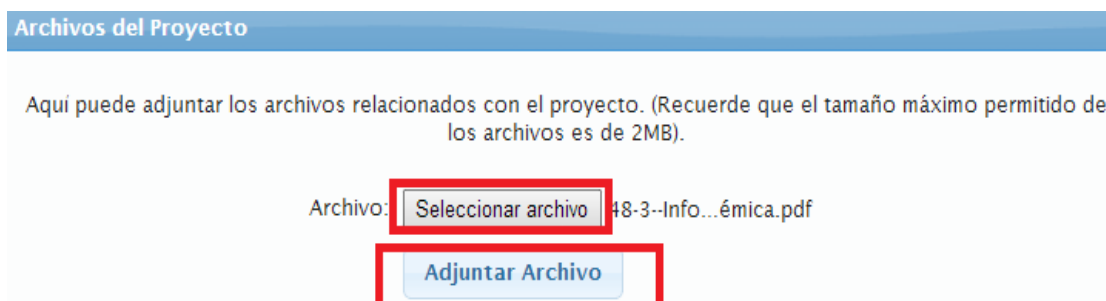 Archivos del Proyecto
Aquí puede adjuntar los archivos relacionados con el proyecto. (Recuerde que el tamaño máximo permitido de
los archivos es de 2MB).
Archivo: Seleccionar archivo 48-3--Info...émica.pdf
Adjuntar Archivo